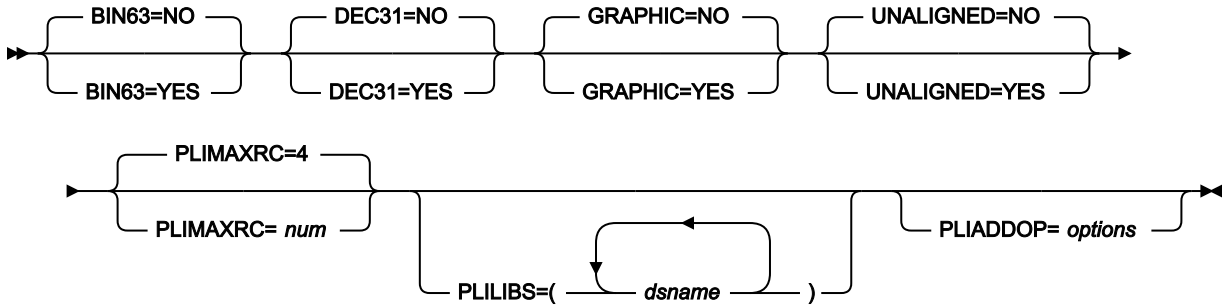 BIN63=NO DEC31=NO GRAPHIC=NO UNALIGNED=NO
BIN63=YES DEC31=YES GRAPHIC=YES UNALIGNED=YES
PLIMAXRC=4
PLIMAXRC= num PLIADDOP= options
PLILIBS=( dsname )